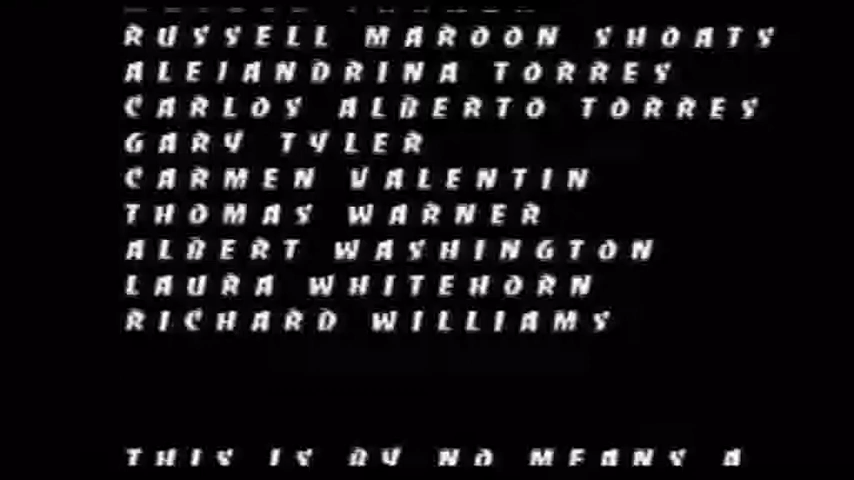 RUSSELL MAROON SHOATS
ALEJANDRINA TORRES
CARLOS ALBERTO TORRES
GARY TYLER
CARMEN VALENTIN
THOMAS WARNER
ALBERT WASHINGTON
LAURA WHITEHORN
RICHARD WILLIAMS
THIS IS BY NO MEANS A